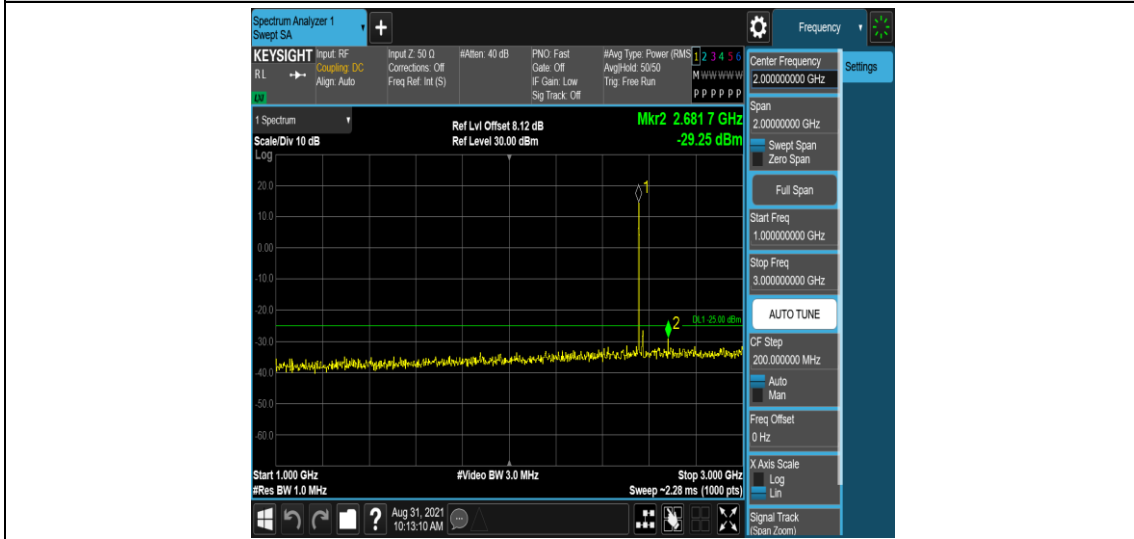 Spectrum Analyzer 1
Swept SA
+
Frequency
KEYSIGHT
RL
LXI
Input: RF
Coupling: DC
Align: Auto
Input Z: 50 Ω
Corrections: Off
Freq Ref: Int (S)
#Atten: 40 dB
PNO: Fast
Gate: Off
IF Gain: Low
Sig Track: Off
#Avg Type: Power (RMS
Avg|Hold: 50/50
Trig: Free Run
1 2 3 4 5 6
M W W W W W
P P P P P P
1 Spectrum
Scale/Div 10 dB
Log
Ref Lvl Offset 8.12 dB
Ref Level 30.00 dBm
Mkr2 2.681 7 GHz
-29.25 dBm
20.0
10.0
0.00
-10.0
-20.0
-30.0
-40.0
-50.0
-60.0
1
2
DL1 -25.00 dBm
Start 1.000 GHz
#Res BW 1.0 MHz
#Video BW 3.0 MHz
Stop 3.000 GHz
Sweep ~2.28 ms (1000 pts)
?
Aug 31, 2021
10:13:10 AM
Center Frequency
2.000000000 GHz
Settings
Span
2.00000000 GHz
Swept Span
Zero Span
Full Span
Start Freq
1.000000000 GHz
Stop Freq
3.000000000 GHz
AUTO TUNE
CF Step
200.000000 MHz
Auto
Man
Freq Offset
0 Hz
X Axis Scale
Log
Lin
Signal Track
(Span Zoom)